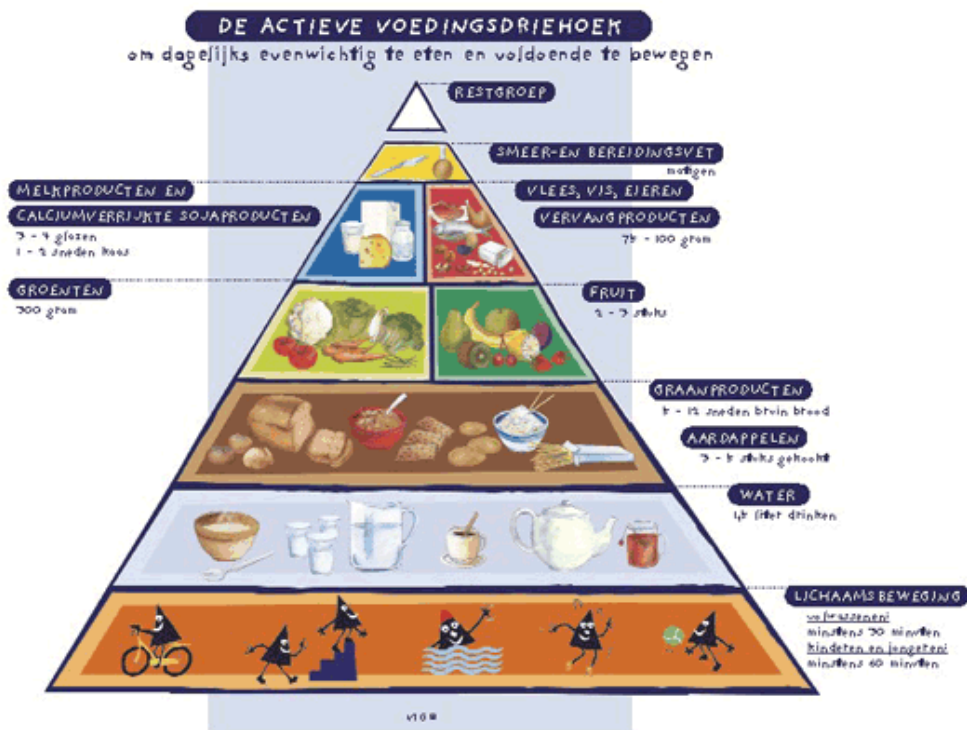 DE ACTIEVE VOEDINGSDRIEHOEK
om dagelijks evenwichtig te eten en voldoende te bewegen
RESTGROEP
SMEER-EN BEREIDINGSVET
matigen
MELKPRODUCTEN EN
CALCIUMVERRIJKTE SOJAPRODUCTEN
3 - 4 glazen
1 - 2 sneden kaas
VLEES, VIS, EIEREN
VERVANGPRODUCTEN
75 - 100 gram
GROENTEN
300 gram
FRUIT
2 - 3 stuks
GRAANPRODUCTEN
5 - 12 sneden bruin brood
AARDAPPELEN
3 - 5 stuks gekookt
WATER
1,5 liter drinken
LICHAAMSBEWEGING
volwassenen:
minstens 30 minuten
kinderen en jongeren:
minstens 60 minuten
VIG